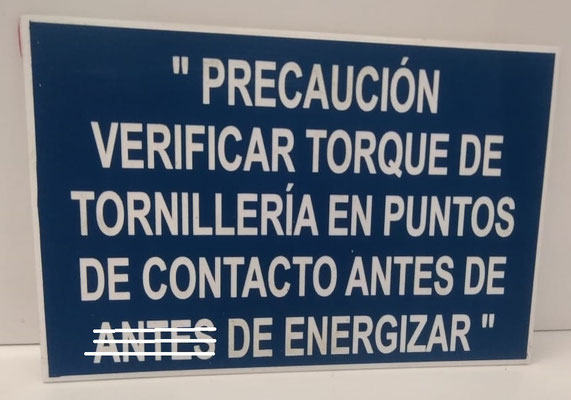 " PRECAUCIÓN
VERIFICAR TORQUE DE
TORNILLERÍA EN PUNTOS
DE CONTACTO ANTES DE
ANTES DE ENERGIZAR "